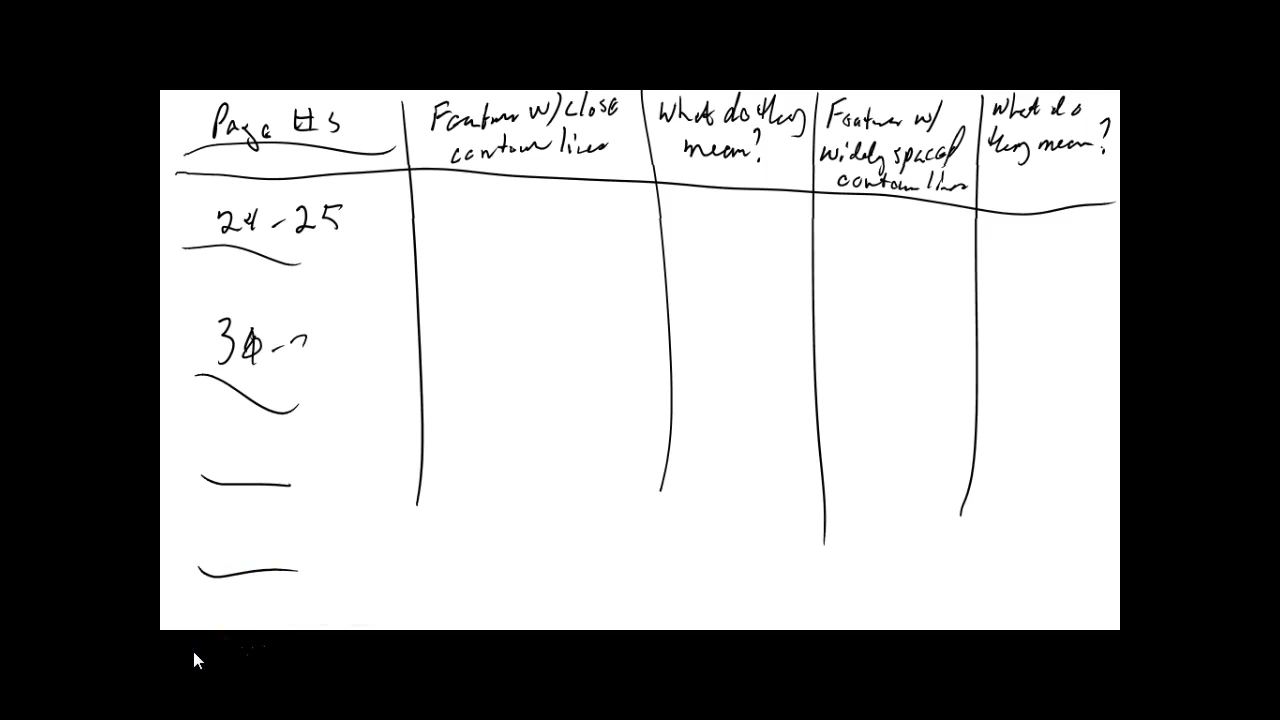 Page #s
Feature w/ close
contour lines
What do they
mean?
Feature w/
widely spaced
contour lines
What do
they mean?
24-25